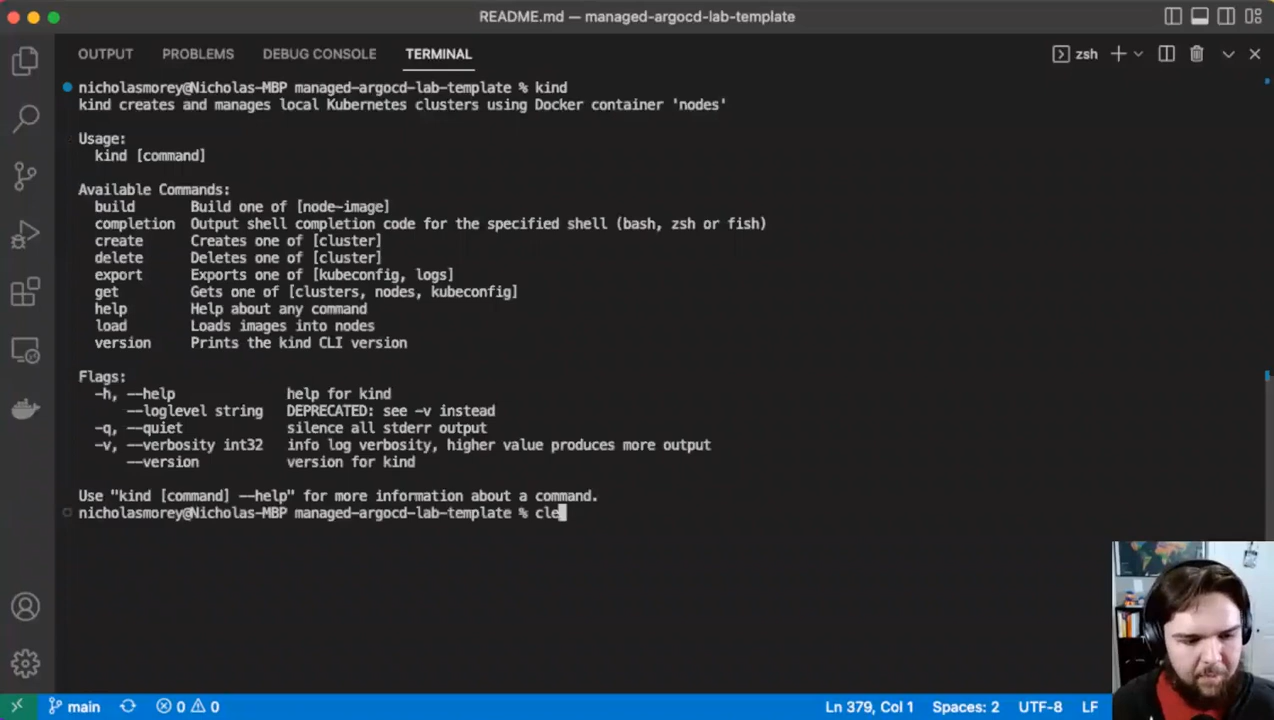 README.md — managed-argocd-lab-template
OUTPUT PROBLEMS DEBUG CONSOLE TERMINAL zsh
nicholasmorey@Nicholas-MBP managed-argocd-lab-template % kind
kind creates and manages local Kubernetes clusters using Docker container 'nodes'
Usage:
kind [command]
Available Commands:
build Build one of [node-image]
completion Output shell completion code for the specified shell (bash, zsh or fish)
create Creates one of [cluster]
delete Deletes one of [cluster]
export Exports one of [kubeconfig, logs]
get Gets one of [clusters, nodes, kubeconfig]
help Help about any command
load Loads images into nodes
version Prints the kind CLI version
Flags:
-h, --help help for kind
--loglevel string DEPRECATED: see -v instead
-q, --quiet silence all stderr output
-v, --verbosity int32 info log verbosity, higher value produces more output
--version version for kind
Use "kind [command] --help" for more information about a command.
nicholasmorey@Nicholas-MBP managed-argocd-lab-template % cle
main 0 0 Ln 379, Col 1 Spaces: 2 UTF-8 LF